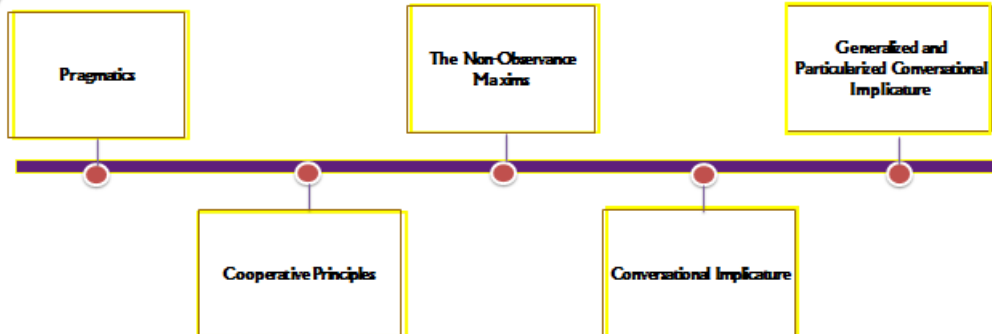 Pragmatics
The Non-Observance
Maxims
Generalized and
Particularized Conversational
Implicature
Cooperative Principles
Conversational Implicature